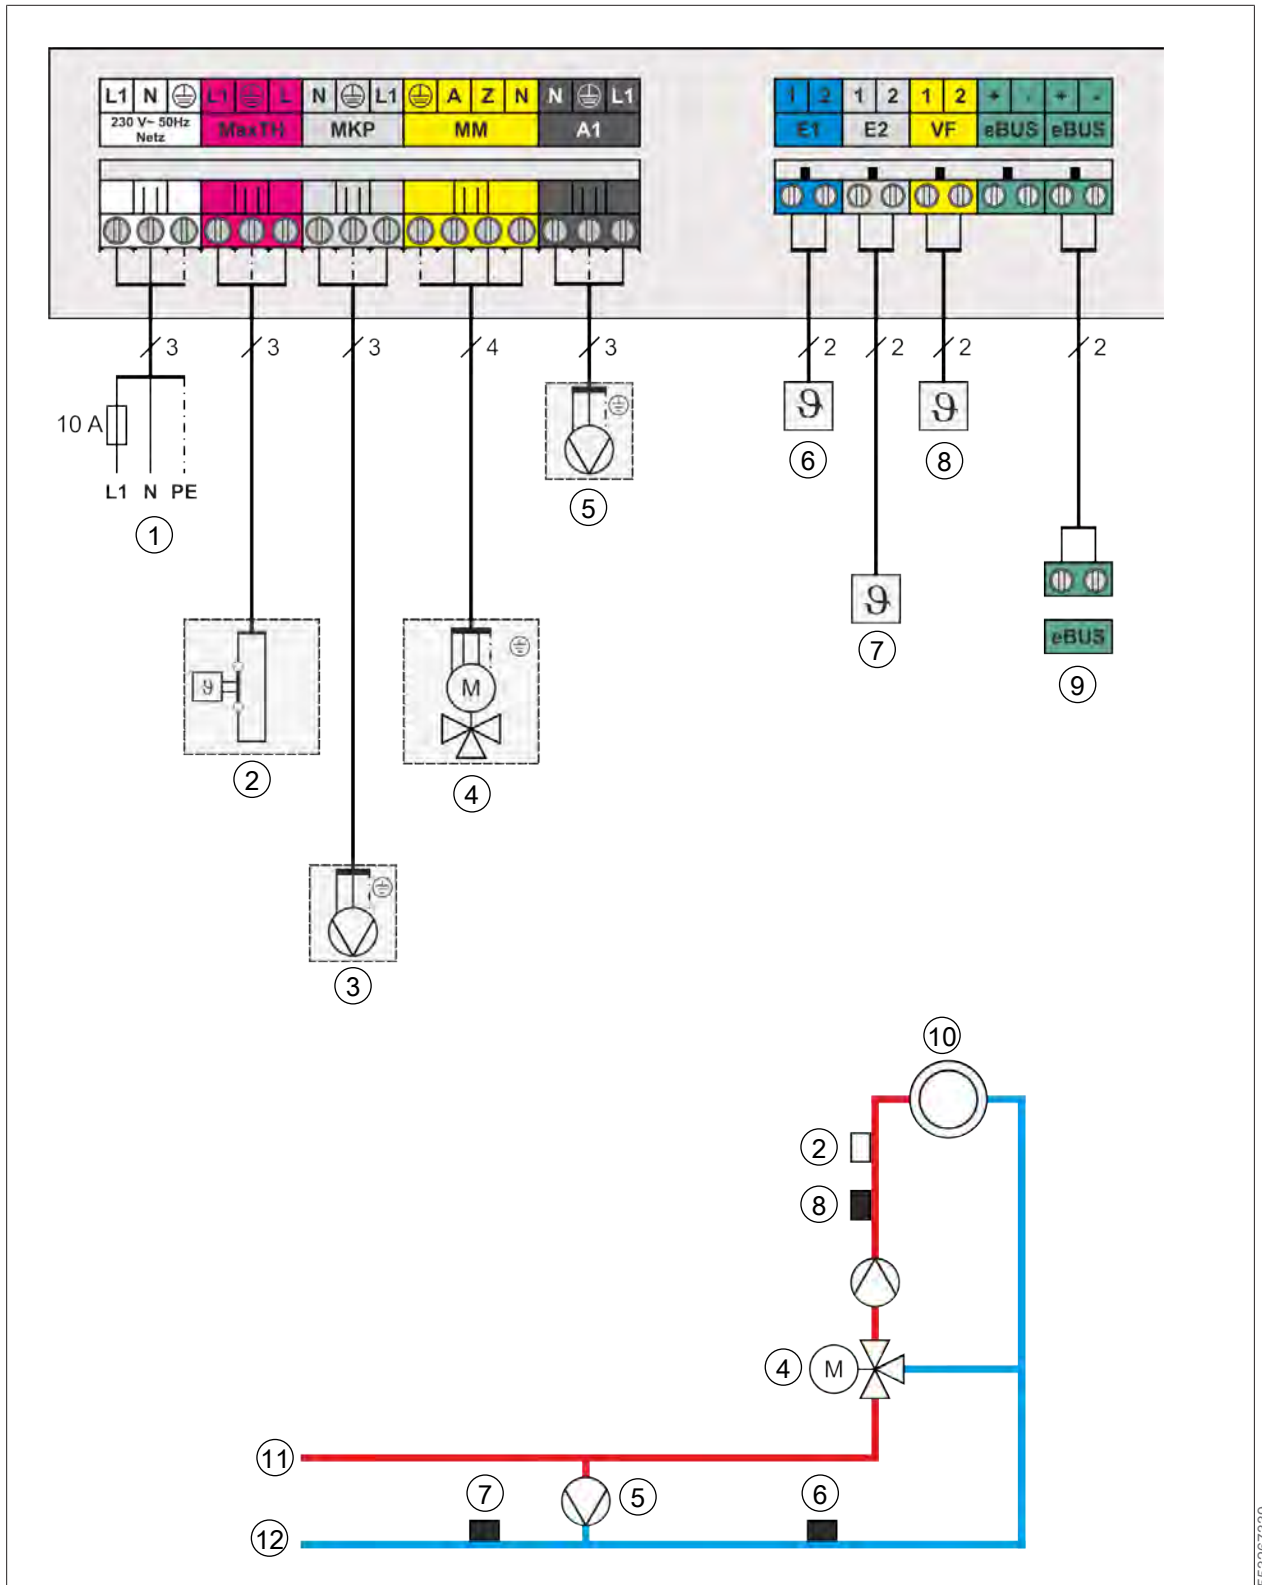 L1 N L1 L N L1 A Z N N L1
230 V~ 50Hz
Netz
MaxTH MKP MM A1
1 2 1 2 1 2 + - + -
E1 E2 VF eBUS eBUS
3 3 3 4 3 2 2 2 2
10 A
L1 N PE
1
ϑ
6
ϑ
8
5
ϑ
7
eBUS
9
ϑ
2
M
4
3
10
2
8
4 M
11
7 5 6
12